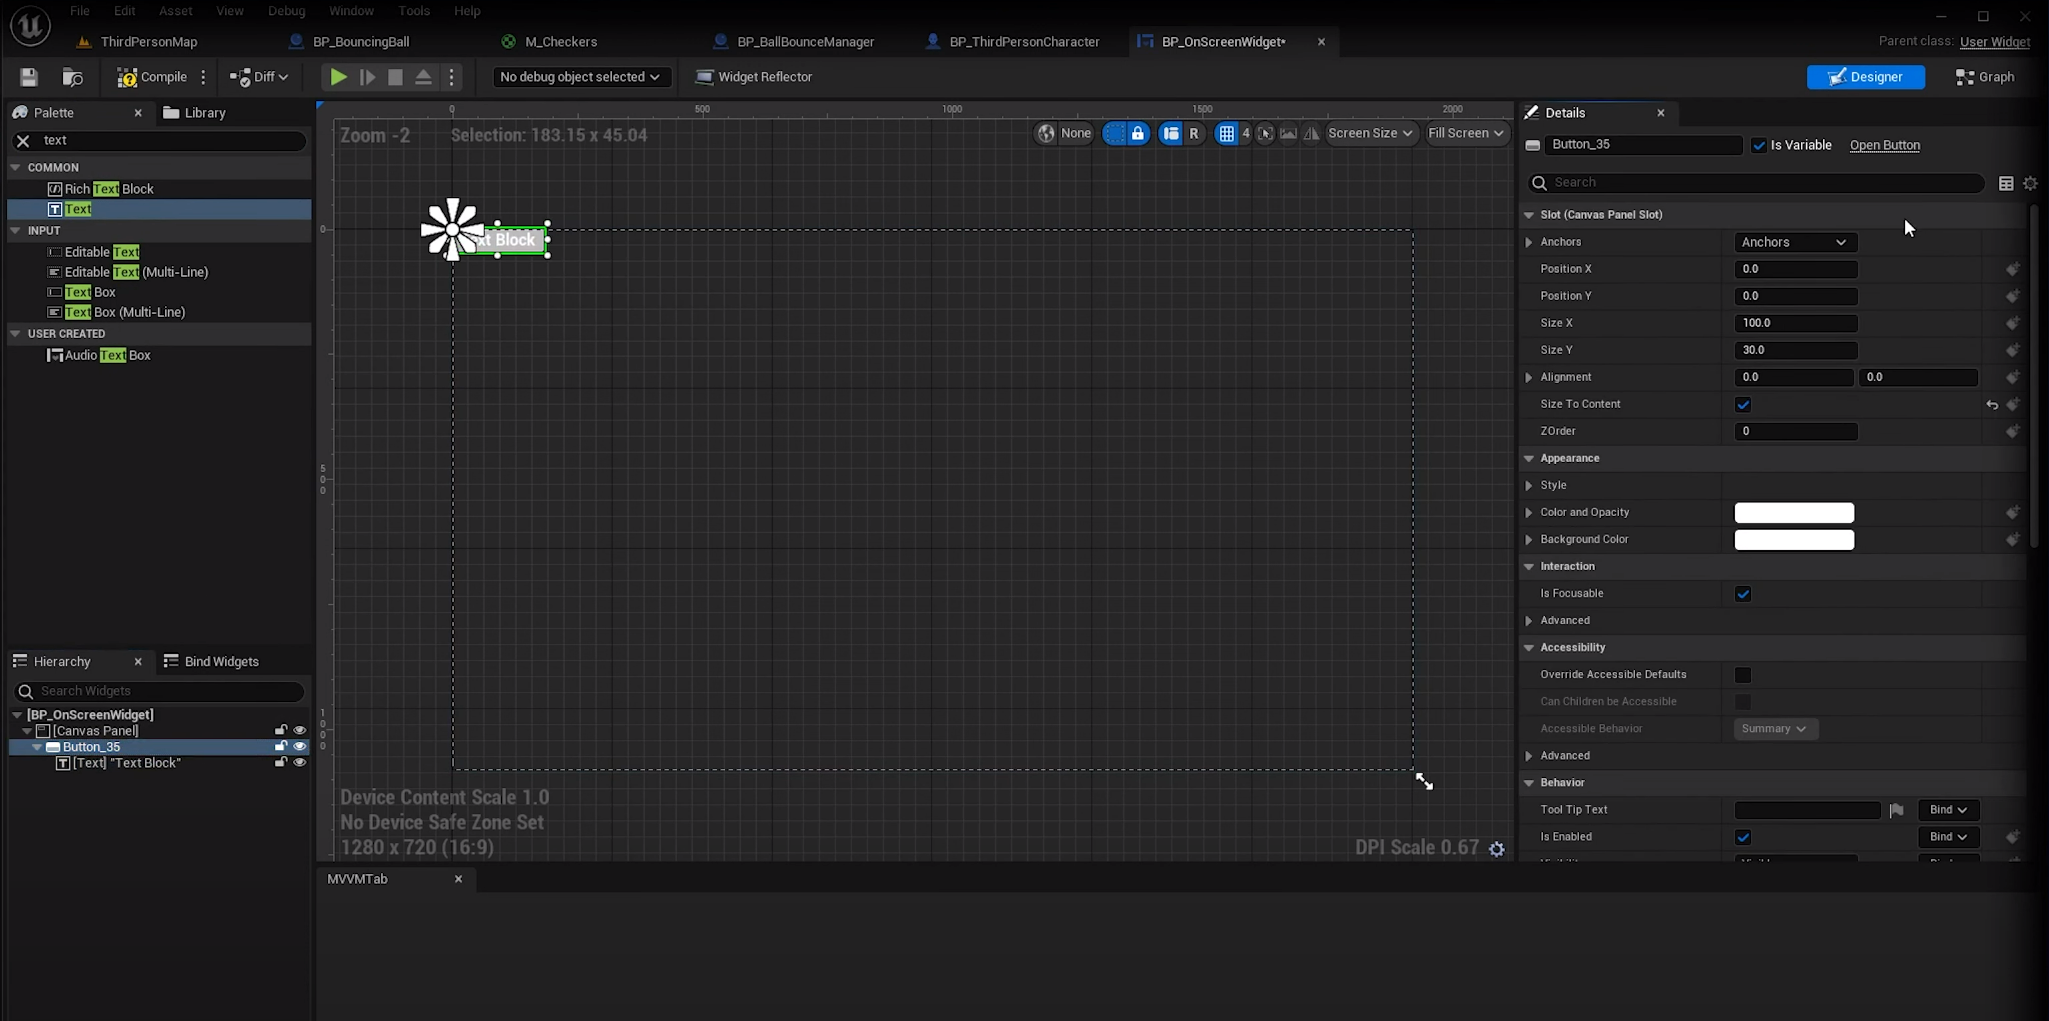 File Edit Asset View Debug Window Tools Help
ThirdPersonMap BP_BouncingBall M_Checkers BP_BallBounceManager BP_ThirdPersonCharacter BP_OnScreenWidget* Parent class: User Widget
Compile Diff No debug object selected Widget Reflector Designer Graph
Palette Library
text
COMMON
Rich Text Block
Text
INPUT
Editable Text
Editable Text (Multi-Line)
Text Box
Text Box (Multi-Line)
USER CREATED
Audio Text Box
Hierarchy Bind Widgets
Search Widgets
[BP_OnScreenWidget]
[Canvas Panel]
Button_35
[Text] "Text Block"
0 500 1000 1500 2000
Zoom -2 Selection: 183.15 x 45.04 None R 4 Screen Size Fill Screen
0
500
1000
Block
Device Content Scale 1.0
No Device Safe Zone Set
1280 x 720 (16:9) DPI Scale 0.67
MVVMTab
Details
Button_35 Is Variable Open Button
Search
Slot (Canvas Panel Slot)
Anchors Anchors
Position X 0.0
Position Y 0.0
Size X 100.0
Size Y 30.0
Alignment 0.0 0.0
Size To Content
ZOrder 0
Appearance
Style
Color and Opacity
Background Color
Interaction
Is Focusable
Advanced
Accessibility
Override Accessible Defaults
Can Children be Accessible
Accessible Behavior Summary
Advanced
Behavior
Tool Tip Text Bind
Is Enabled Bind